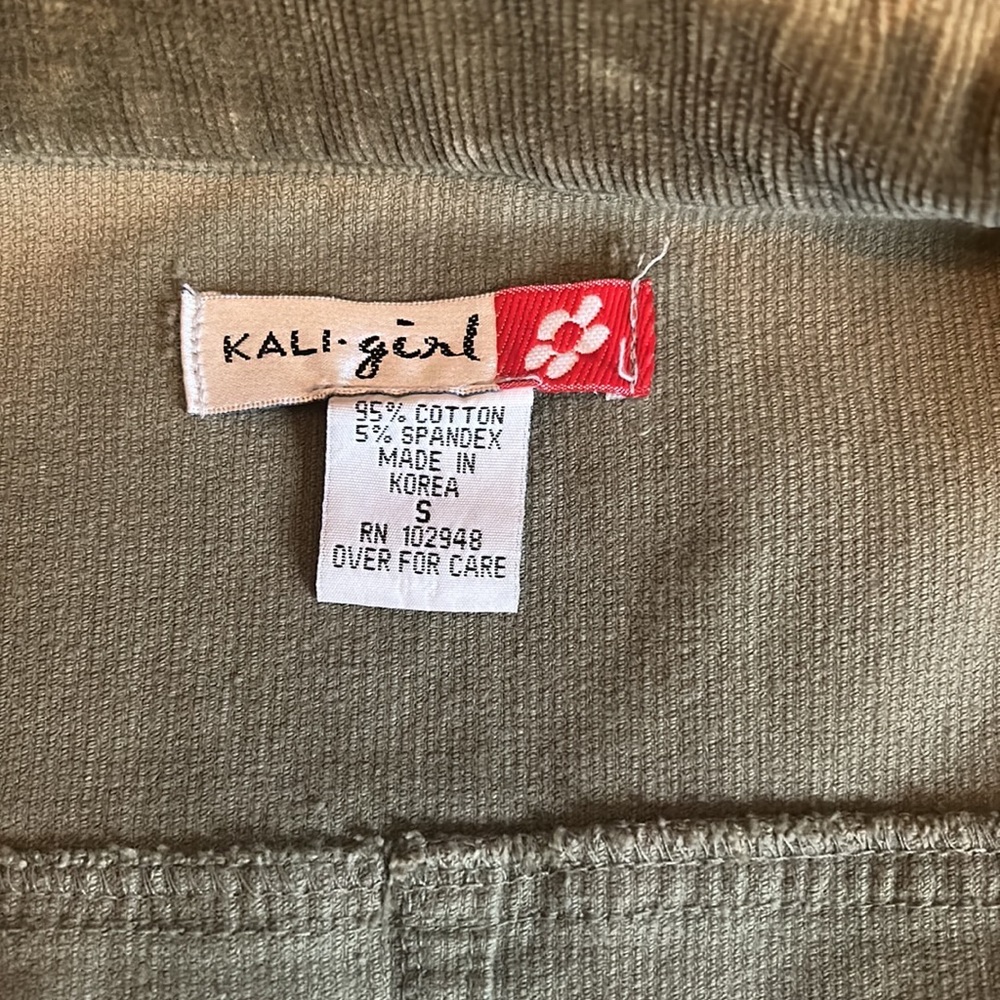 KALI·girl
95% COTTON
5% SPANDEX
MADE IN
KOREA
S
RN 102948
OVER FOR CARE